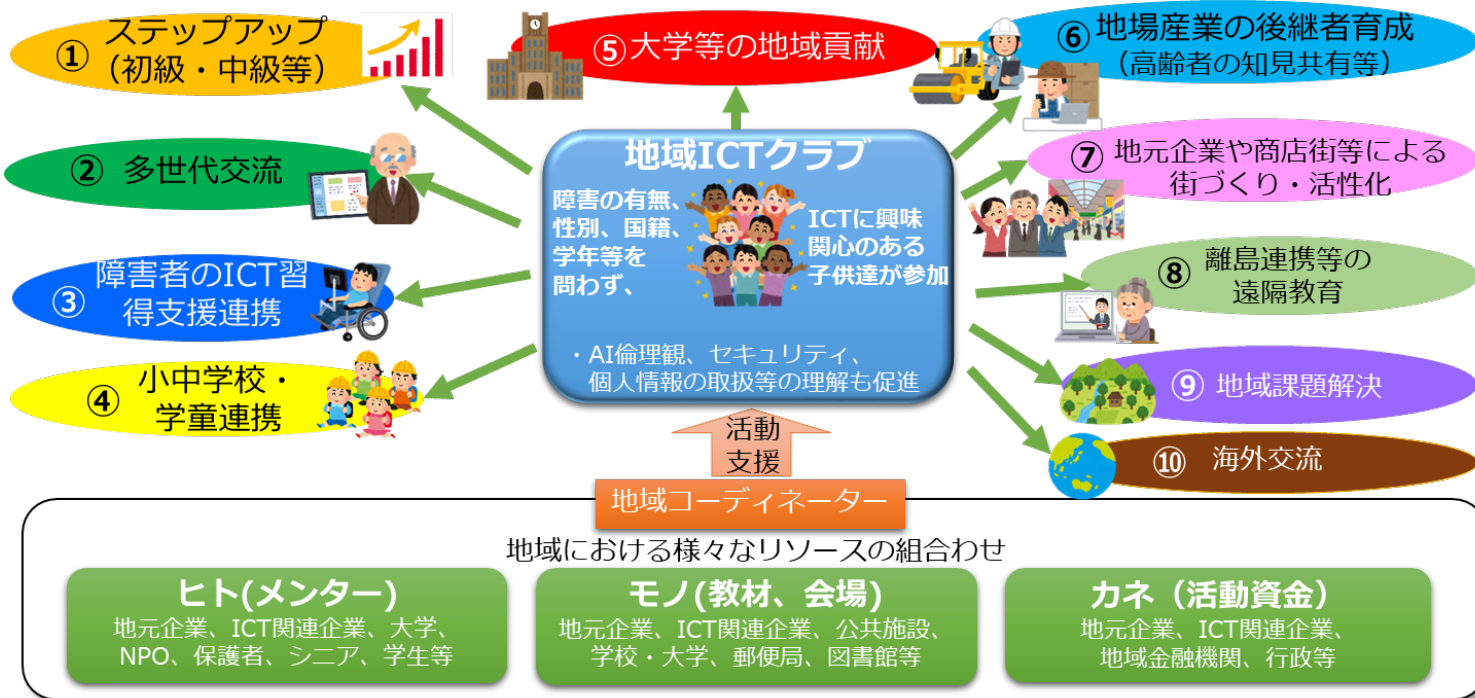 ① ステップアップ
（初級・中級等）
② 多世代交流
③ 障害者のICT習
得支援連携
④ 小中学校・
学童連携
⑤ 大学等の地域貢献
⑥ 地場産業の後継者育成
（高齢者の知見共有等）
⑦ 地元企業や商店街等による
街づくり・活性化
⑧ 離島連携等の
遠隔教育
⑨ 地域課題解決
⑩ 海外交流
地域ICTクラブ
障害の有無、
性別、国籍、
学年等を
問わず、
ICTに興味
関心のある
子供達が参加
・AI倫理観、セキュリティ、
個人情報の取扱等の理解も促進
活動
支援
地域コーディネーター
地域における様々なリソースの組合わせ
ヒト(メンター)
地元企業、ICT関連企業、大学、
NPO、保護者、シニア、学生等
モノ(教材、会場)
地元企業、ICT関連企業、公共施設、
学校・大学、郵便局、図書館等
カネ（活動資金）
地元企業、ICT関連企業、
地域金融機関、行政等